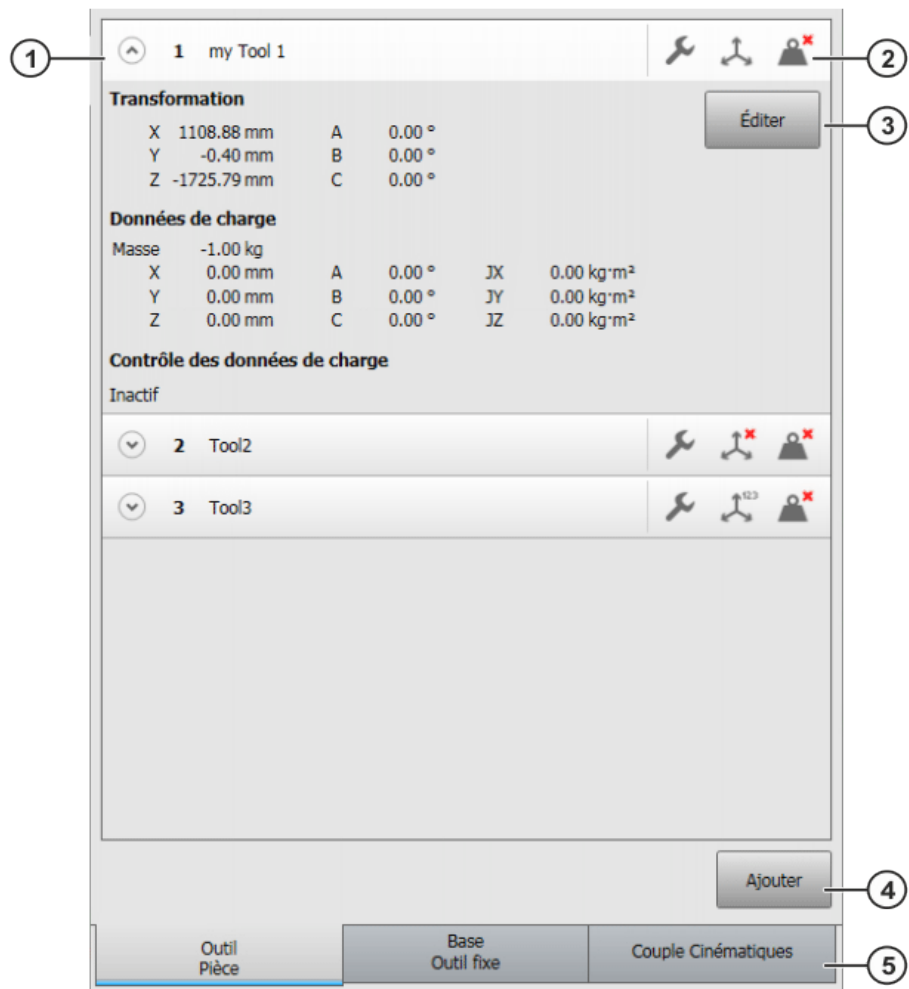 1 1 my Tool 1 2
Transformation
Éditer 3
X 1108.88 mm A 0.00 °
Y -0.40 mm B 0.00 °
Z -1725.79 mm C 0.00 °
Données de charge
Masse -1.00 kg
X 0.00 mm A 0.00 ° JX 0.00 kg·m²
Y 0.00 mm B 0.00 ° JY 0.00 kg·m²
Z 0.00 mm C 0.00 ° JZ 0.00 kg·m²
Contrôle des données de charge
Inactif
2 Tool2
3 Tool3 123
Ajouter 4
Outil
Pièce
Base
Outil fixe
Couple Cinématiques 5